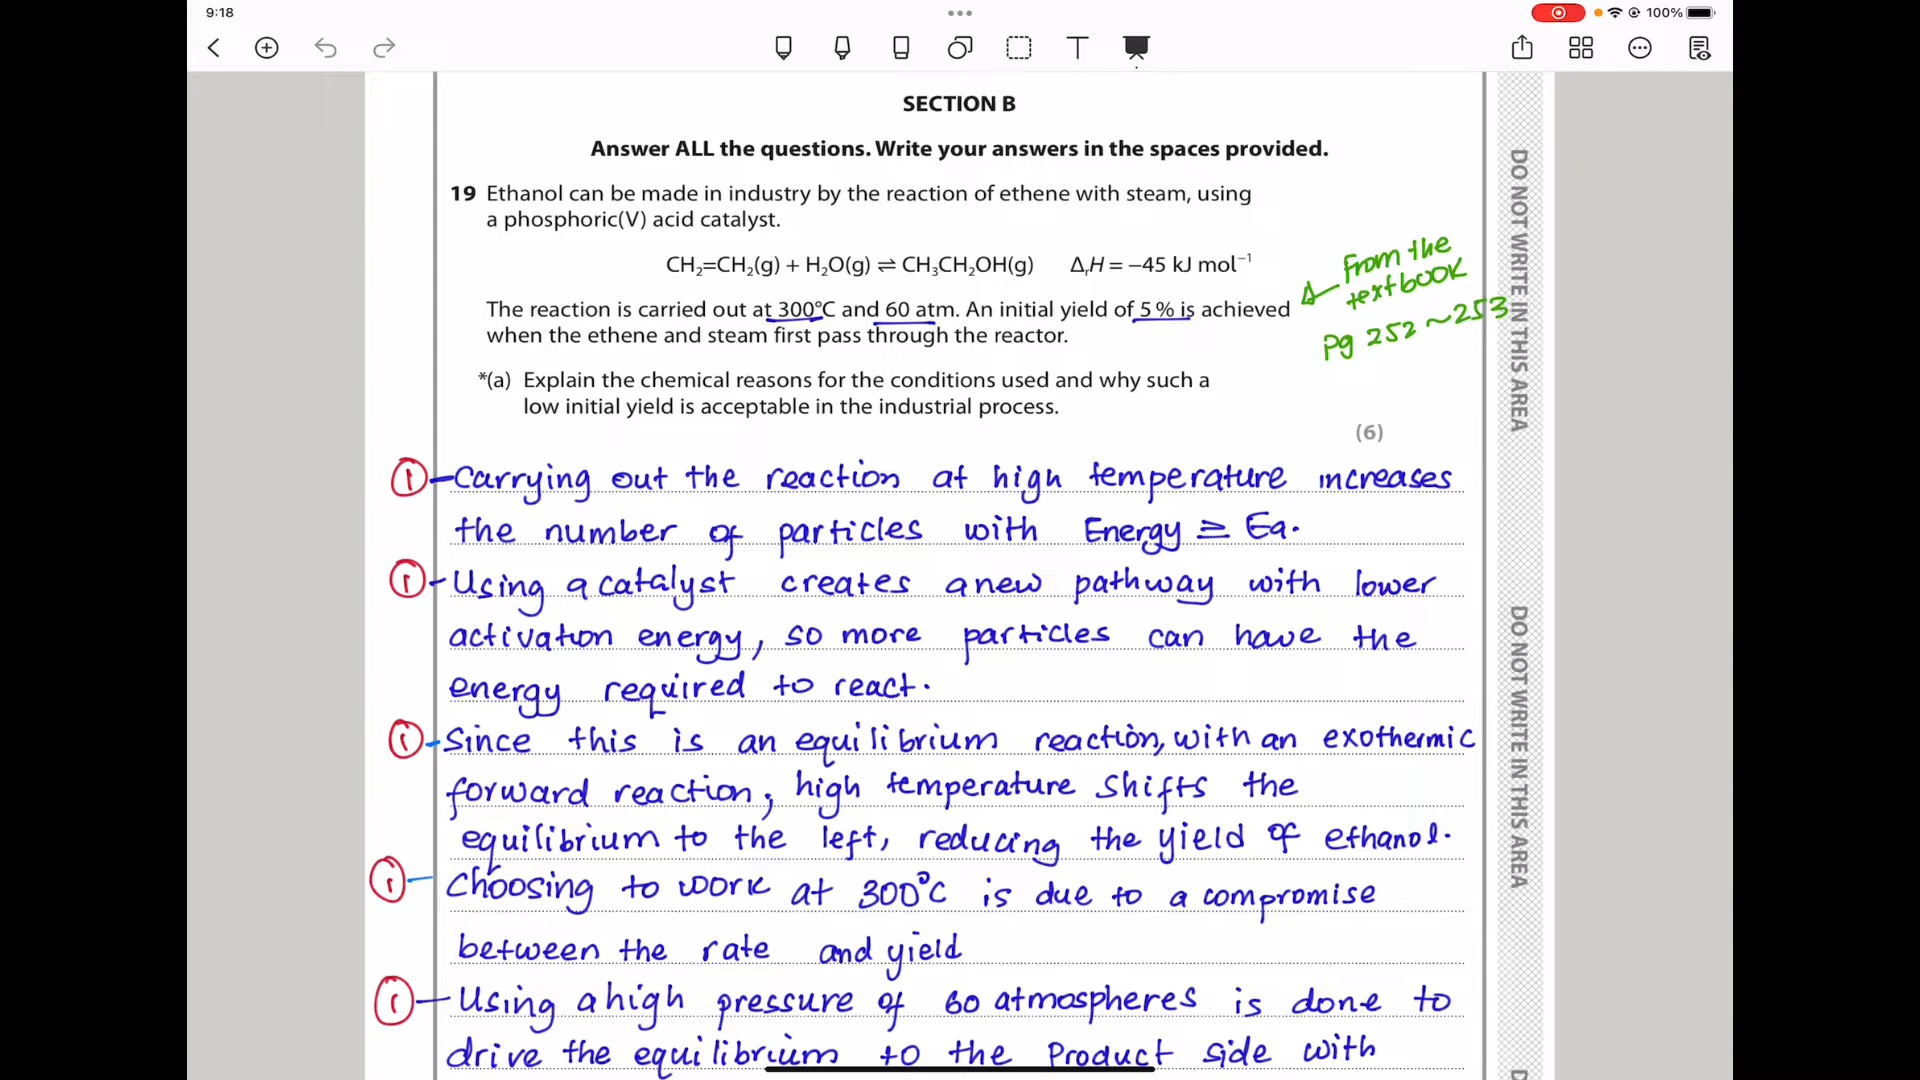 9:18
100%
SECTION B
Answer ALL the questions. Write your answers in the spaces provided.
19 Ethanol can be made in industry by the reaction of ethene with steam, using
a phosphoric(V) acid catalyst.
CH₂=CH₂(g) + H₂O(g) ⇌ CH₃CH₂OH(g) ΔᵣH = −45 kJ mol⁻¹
The reaction is carried out at 300°C and 60 atm. An initial yield of 5% is achieved
when the ethene and steam first pass through the reactor.
From the
textbook
Pg 252 ~ 253
*(a) Explain the chemical reasons for the conditions used and why such a
low initial yield is acceptable in the industrial process.
(6)
① Carrying out the reaction at high temperature increases
the number of particles with Energy ≥ Ea.
① Using a catalyst creates a new pathway with lower
activation energy, so more particles can have the
energy required to react.
① Since this is an equilibrium reaction, with an exothermic
forward reaction, high temperature shifts the
equilibrium to the left, reducing the yield of ethanol.
① Choosing to work at 300°C is due to a compromise
between the rate and yield
① Using a high pressure of 60 atmospheres is done to
drive the equilibrium to the product side with
DO NOT WRITE IN THIS AREA
DO NOT WRITE IN THIS AREA
D